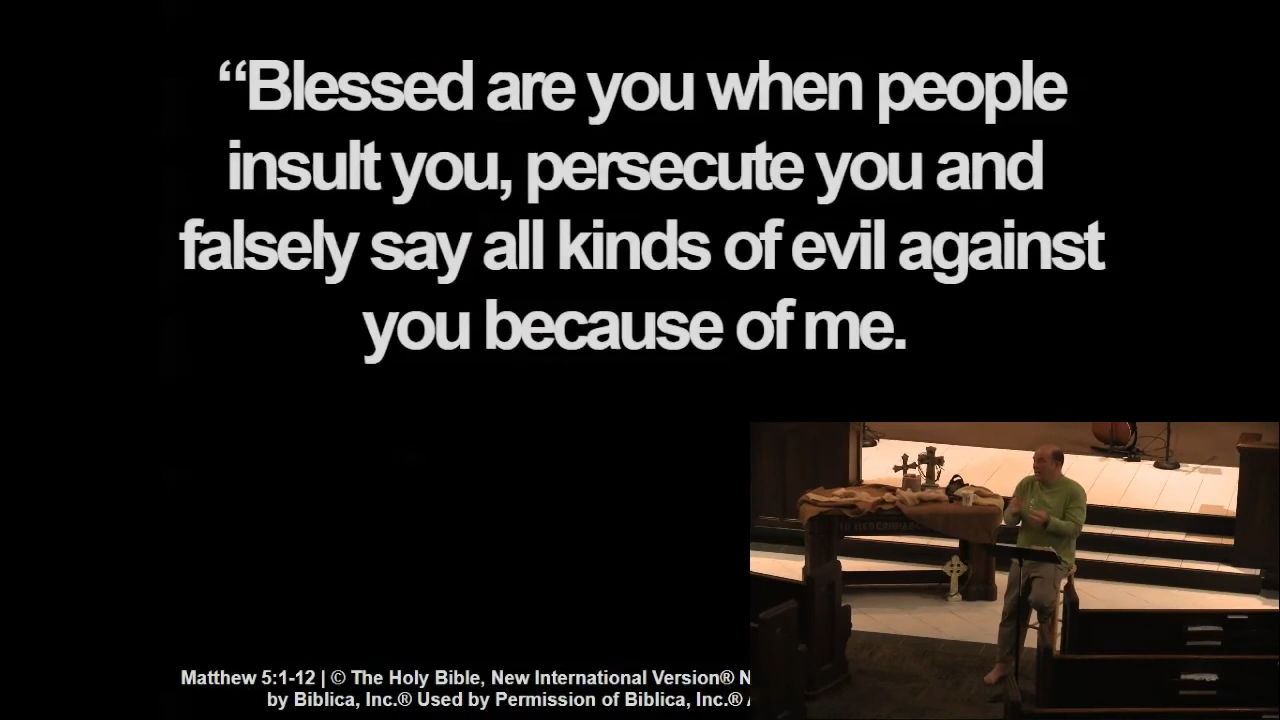 “Blessed are you when people
insult you, persecute you and
falsely say all kinds of evil against
you because of me.
Matthew 5:1-12 | © The Holy Bible, New International Version®
by Biblica, Inc.® Used by Permission of Biblica, Inc.®